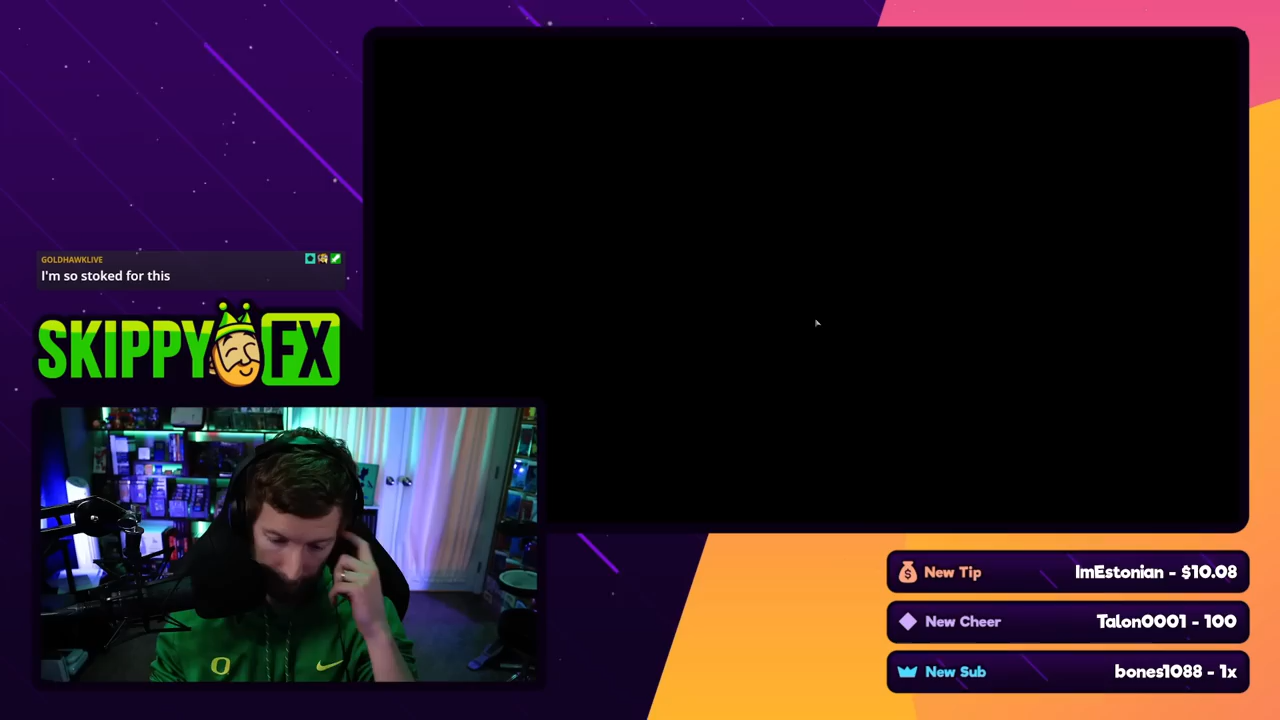 GOLDHAWKLIVE
I'm so stoked for this
SKIPPY FX
O
New Tip ImEstonian - $10.08
New Cheer Talon0001 - 100
New Sub bones1088 - 1x